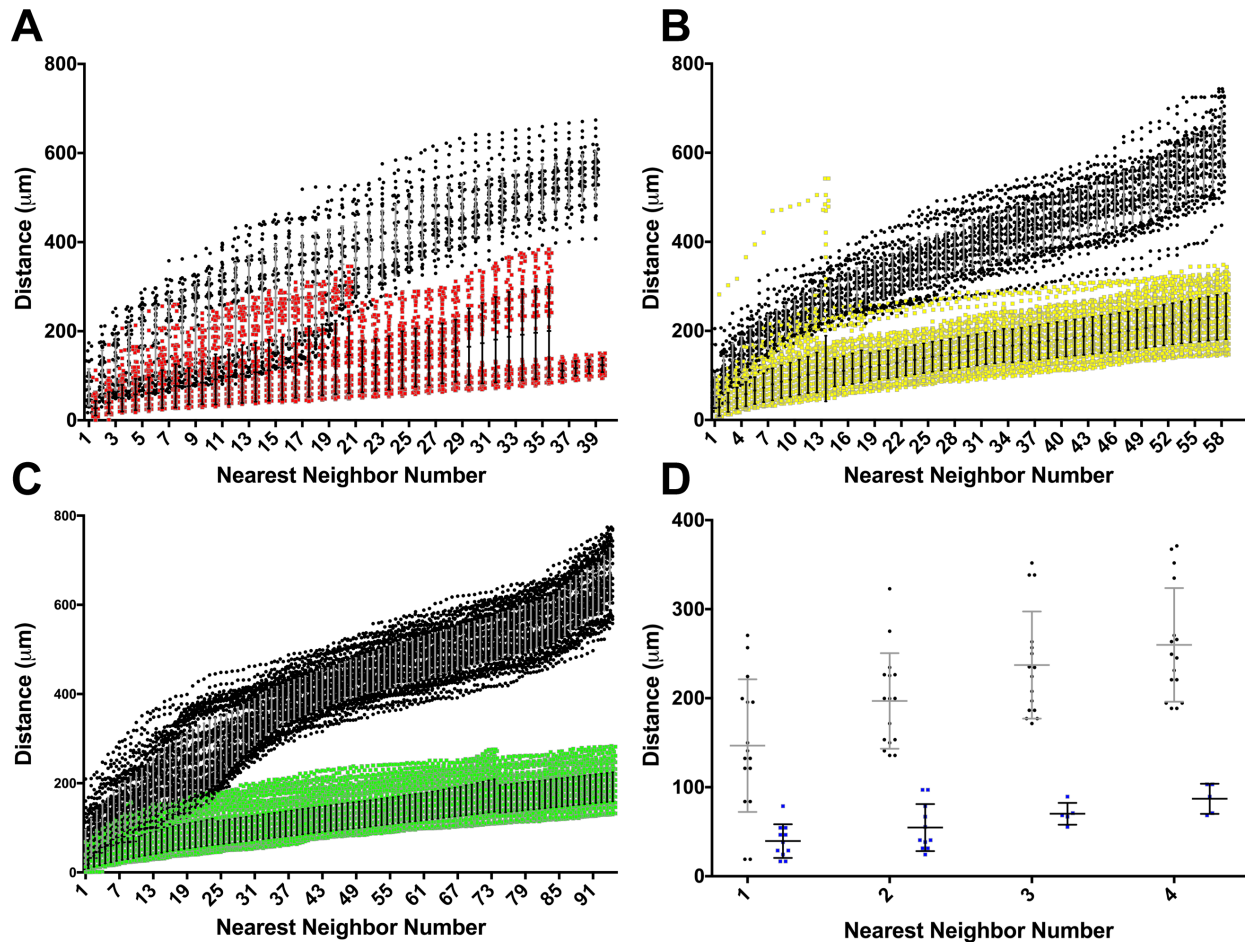 A
800
600
400
200
0
Distance (μm)
1 3 5 7 9 11 13 15 17 19 21 23 25 27 29 31 33 35 37 39
Nearest Neighbor Number
B
800
600
400
200
0
Distance (μm)
1 4 7 10 13 16 19 22 25 28 31 34 37 40 43 46 49 52 55 58
Nearest Neighbor Number
C
800
600
400
200
0
Distance (μm)
1 7 13 19 25 31 37 43 49 55 61 67 73 79 85 91
Nearest Neighbor Number
D
400
300
200
100
0
Distance (μm)
1 2 3 4
Nearest Neighbor Number